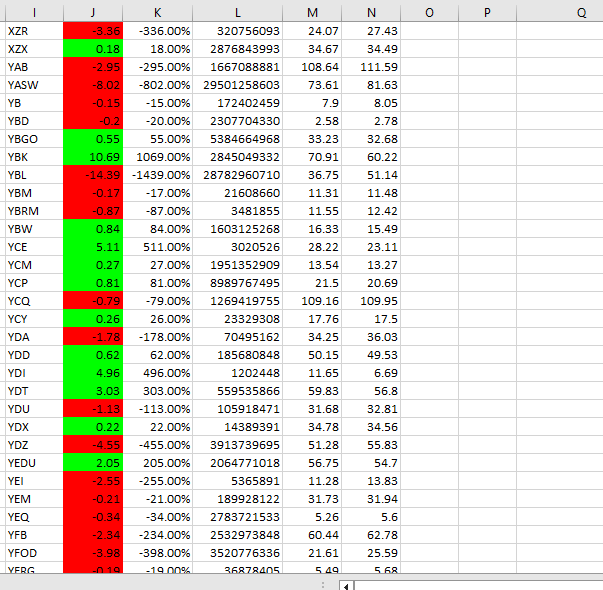 I J K L M N O P Q
XZR -3.36 -336.00% 320756093 24.07 27.43
XZX 0.18 18.00% 2876843993 34.67 34.49
YAB -2.95 -295.00% 1667088881 108.64 111.59
YASW -8.02 -802.00% 29501258603 73.61 81.63
YB -0.15 -15.00% 172402459 7.9 8.05
YBD -0.2 -20.00% 2307704330 2.58 2.78
YBGO 0.55 55.00% 5384664968 33.23 32.68
YBK 10.69 1069.00% 2845049332 70.91 60.22
YBL -14.39 -1439.00% 28782960710 36.75 51.14
YBM -0.17 -17.00% 21608660 11.31 11.48
YBRM -0.87 -87.00% 3481855 11.55 12.42
YBW 0.84 84.00% 1603125268 16.33 15.49
YCE 5.11 511.00% 3020526 28.22 23.11
YCM 0.27 27.00% 1951352909 13.54 13.27
YCP 0.81 81.00% 8989767495 21.5 20.69
YCQ -0.79 -79.00% 1269419755 109.16 109.95
YCY 0.26 26.00% 23329308 17.76 17.5
YDA -1.78 -178.00% 70495162 34.25 36.03
YDD 0.62 62.00% 185680848 50.15 49.53
YDI 4.96 496.00% 1202448 11.65 6.69
YDT 3.03 303.00% 559535866 59.83 56.8
YDU -1.13 -113.00% 105918471 31.68 32.81
YDX 0.22 22.00% 14389391 34.78 34.56
YDZ -4.55 -455.00% 3913739695 51.28 55.83
YEDU 2.05 205.00% 2064771018 56.75 54.7
YEI -2.55 -255.00% 5365891 11.28 13.83
YEM -0.21 -21.00% 189928122 31.73 31.94
YEQ -0.34 -34.00% 2783721533 5.26 5.6
YFB -2.34 -234.00% 2532973848 60.44 62.78
YFOD -3.98 -398.00% 3520776336 21.61 25.59
YFRG -0.19 -19.00% 36878405 5.49 5.68